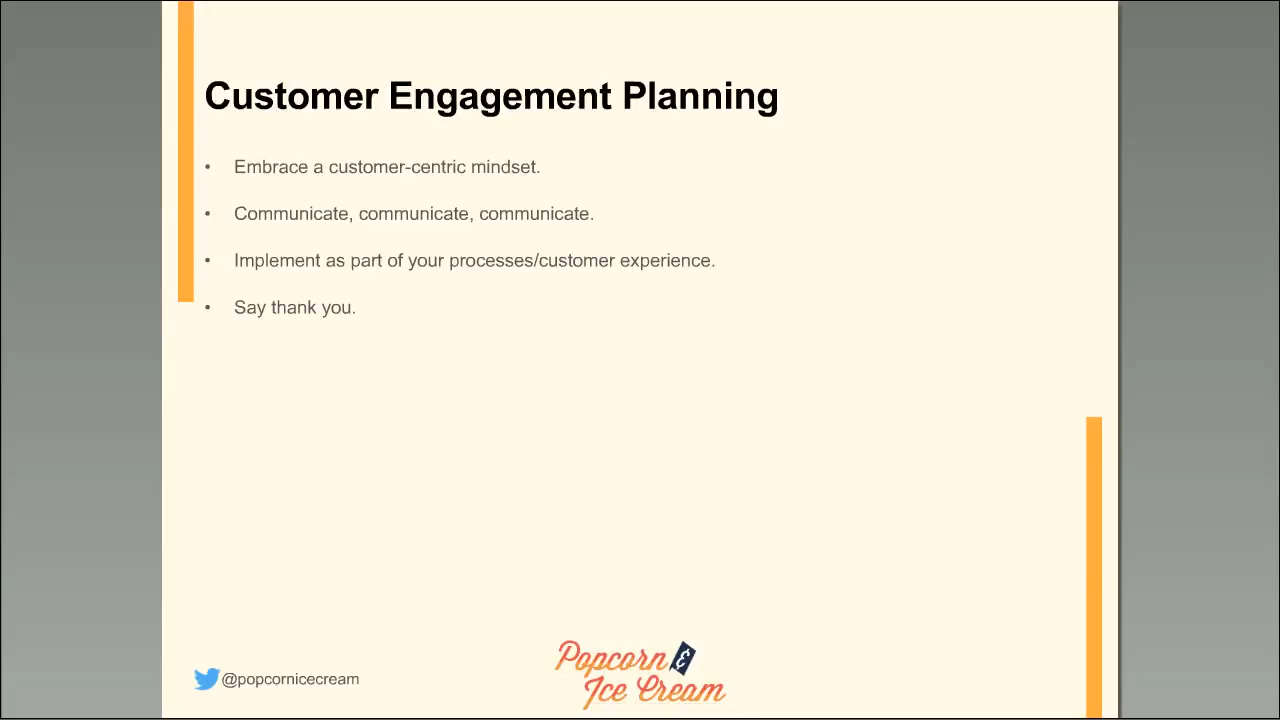 Customer Engagement Planning
• Embrace a customer-centric mindset.
• Communicate, communicate, communicate.
• Implement as part of your processes/customer experience.
• Say thank you.
Popcorn &
Ice Cream
@popcornicecream